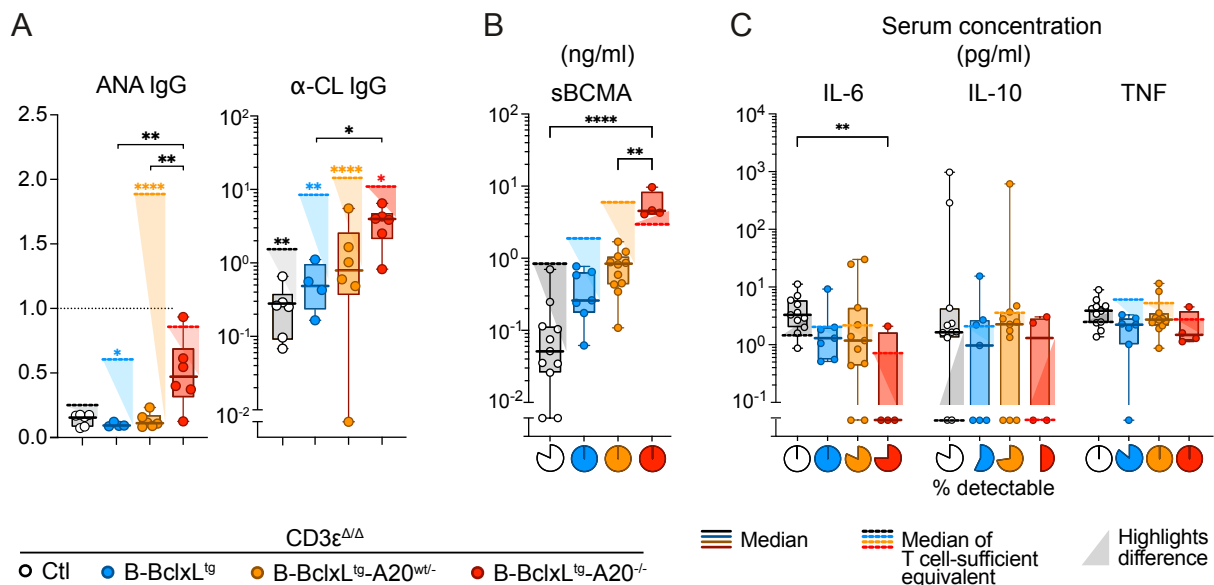 A
ANA IgG
2.5
2.0
1.5
1.0
0.5
0.0
*
****
**
**
α-CL IgG
10²
10¹
10⁰
10⁻¹
10⁻²
**
**
****
*
*
B
(ng/ml)
sBCMA
10²
10¹
10⁰
10⁻¹
10⁻²
****
**
C
Serum concentration
(pg/ml)
IL-6
IL-10
TNF
10⁴
10³
10²
10¹
10⁰
10⁻¹
**
% detectable
CD3ε^Δ/Δ
Ctl
B-BclxL^tg
B-BclxL^tg-A20^wt/-
B-BclxL^tg-A20^-/-
Median
Median of
T cell-sufficient
equivalent
Highlights
difference